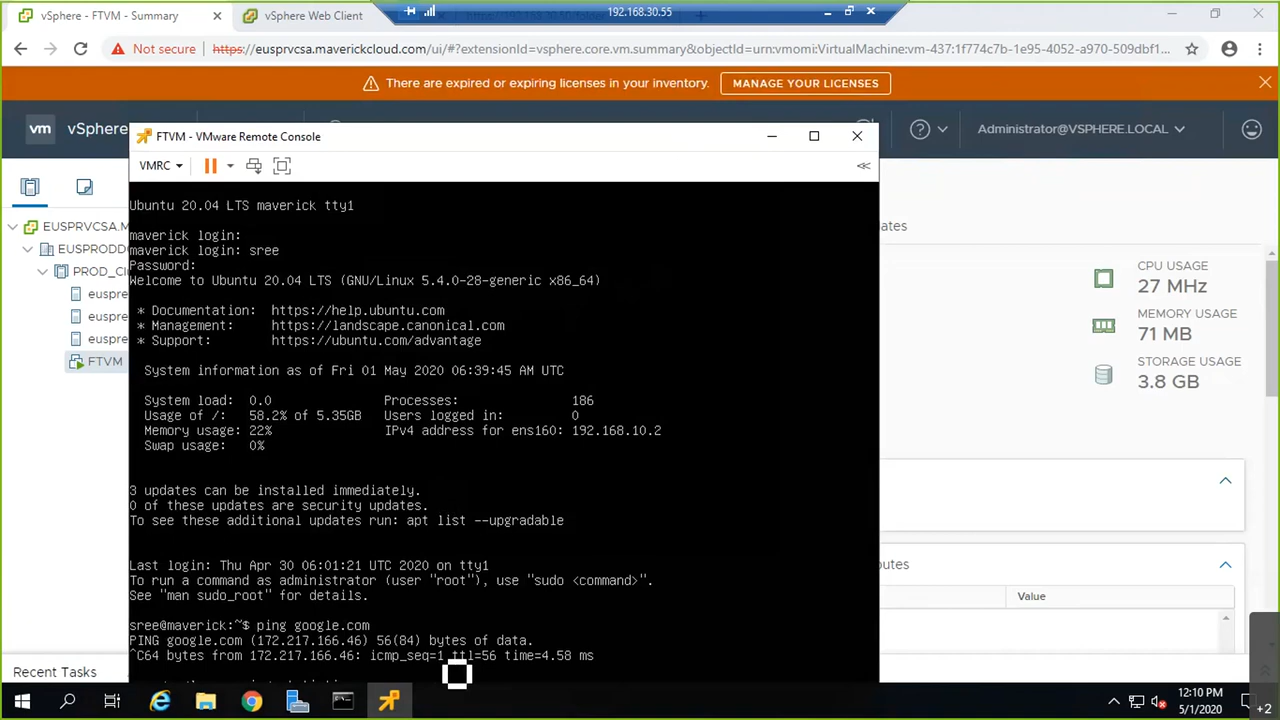 vSphere - FTVM - Summary
vSphere Web Client
192.168.30.55
Not secure
https://eusprvcsa.maverickcloud.com/ui/#?extensionId=vsphere.core.vm.summary&objectId=urn:vmomi:VirtualMachine:vm-437:1f774c7b-1e95-4052-a970-509dbf1...
There are expired or expiring licenses in your inventory.
MANAGE YOUR LICENSES
vm
vSphere
Administrator@VSPHERE.LOCAL
FTVM - VMware Remote Console
VMRC
EUSPRVCSA.M
EUSPRODD
PROD_CI
euspre
euspre
euspre
FTVM
Ubuntu 20.04 LTS maverick tty1
maverick login:
maverick login: sree
Password:
Welcome to Ubuntu 20.04 LTS (GNU/Linux 5.4.0-28-generic x86_64)
* Documentation: https://help.ubuntu.com
* Management: https://landscape.canonical.com
* Support: https://ubuntu.com/advantage
System information as of Fri 01 May 2020 06:39:45 AM UTC
System load: 0.0 Processes: 186
Usage of /: 58.2% of 5.35GB Users logged in: 0
Memory usage: 22% IPv4 address for ens160: 192.168.10.2
Swap usage: 0%
3 updates can be installed immediately.
0 of these updates are security updates.
To see these additional updates run: apt list --upgradable
Last login: Thu Apr 30 06:01:21 UTC 2020 on tty1
To run a command as administrator (user "root"), use "sudo <command>".
See "man sudo_root" for details.
sree@maverick:~$ ping google.com
PING google.com (172.217.166.46) 56(84) bytes of data.
^C64 bytes from 172.217.166.46: icmp_seq=1 ttl=56 time=4.58 ms
ates
CPU USAGE
27 MHz
MEMORY USAGE
71 MB
STORAGE USAGE
3.8 GB
outes
Value
Recent Tasks
12:10 PM
5/1/2020
+2